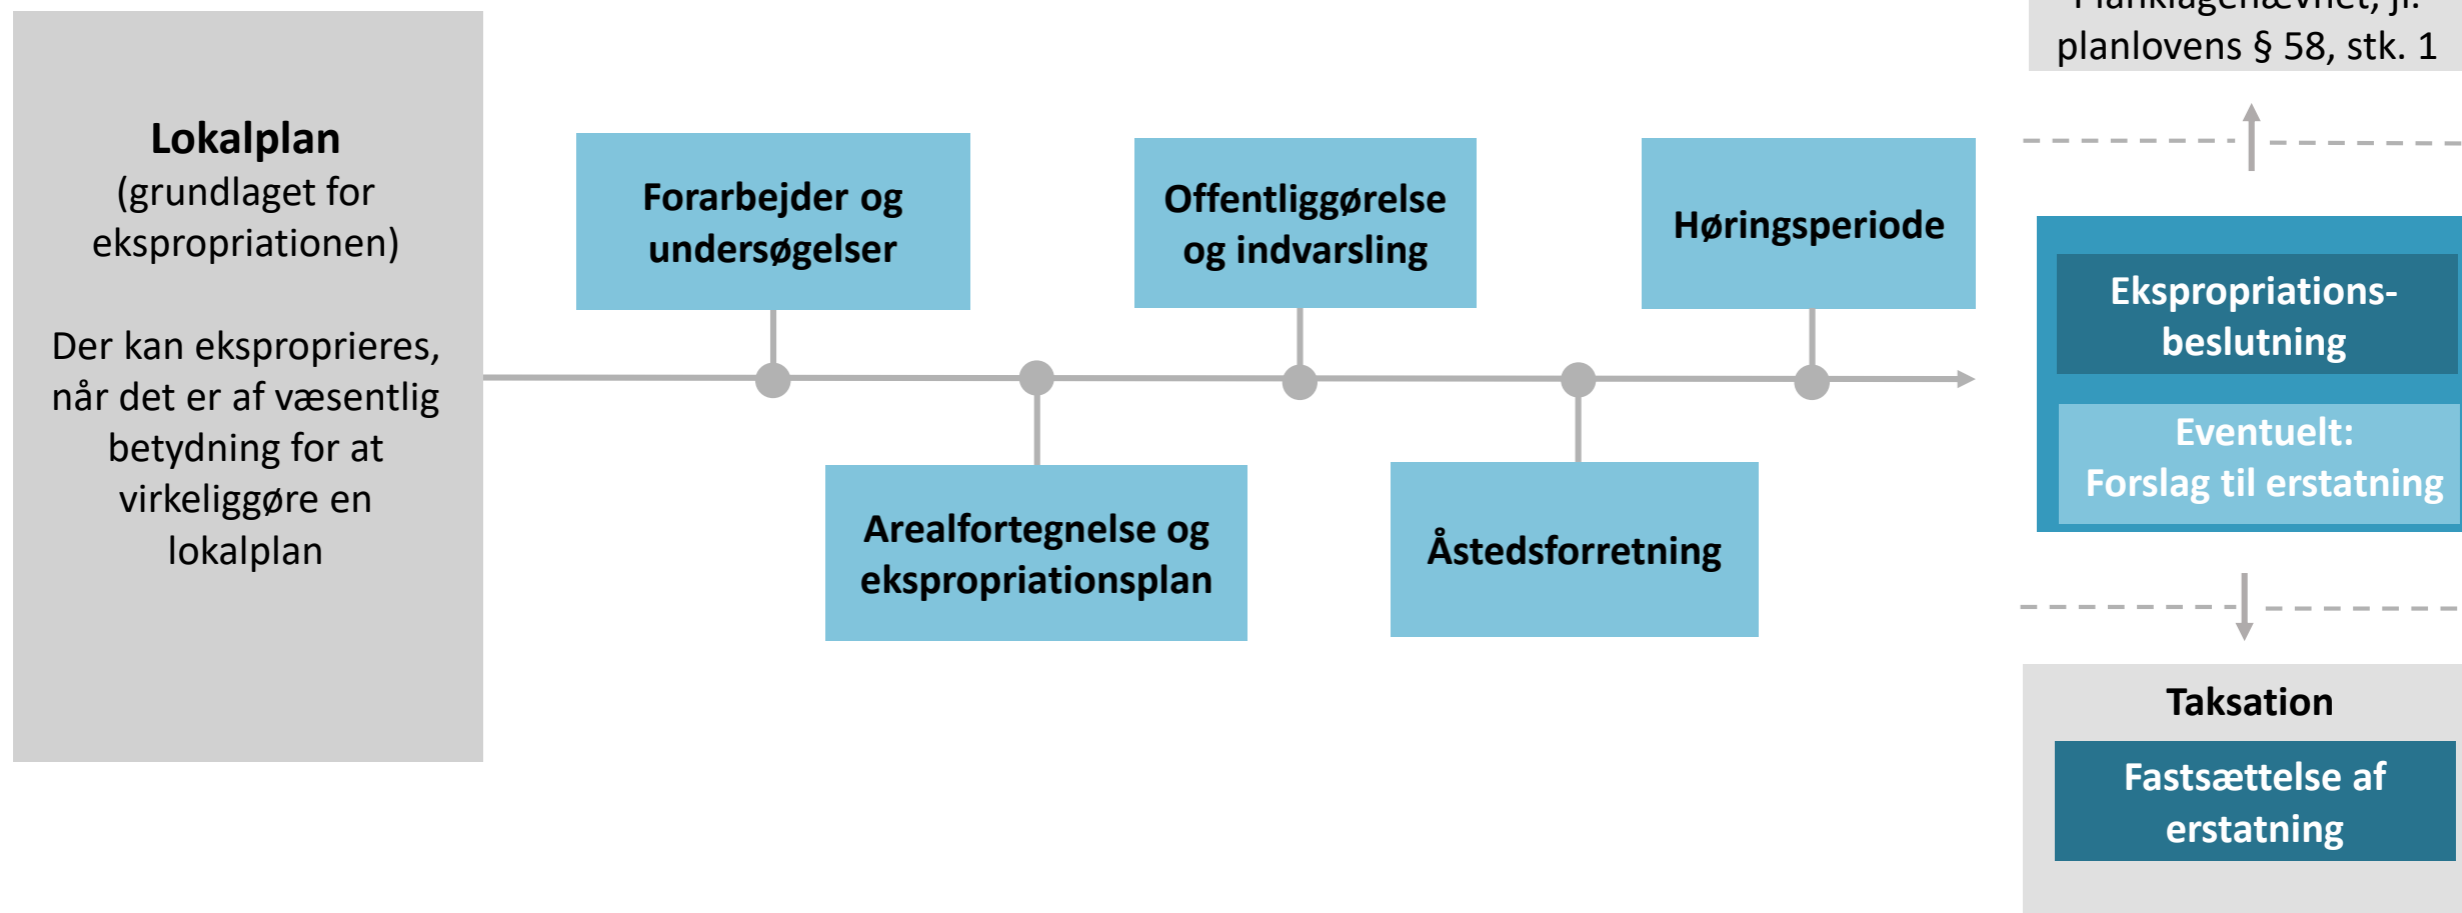 Lokalplan
(grundlaget for
ekspropriationen)
Der kan eksproprieres,
når det er af væsentlig
betydning for at
virkeliggøre en
lokalplan
Forarbejder og
undersøgelser
Arealfortegnelse og
ekspropriationsplan
Offentliggørelse
og indvarsling
Åstedsforretning
Høringsperiode
Planklagenævnet, jf.
planlovens § 58, stk. 1
Ekspropriations-
beslutning
Eventuelt:
Forslag til erstatning
Taksation
Fastsættelse af
erstatning